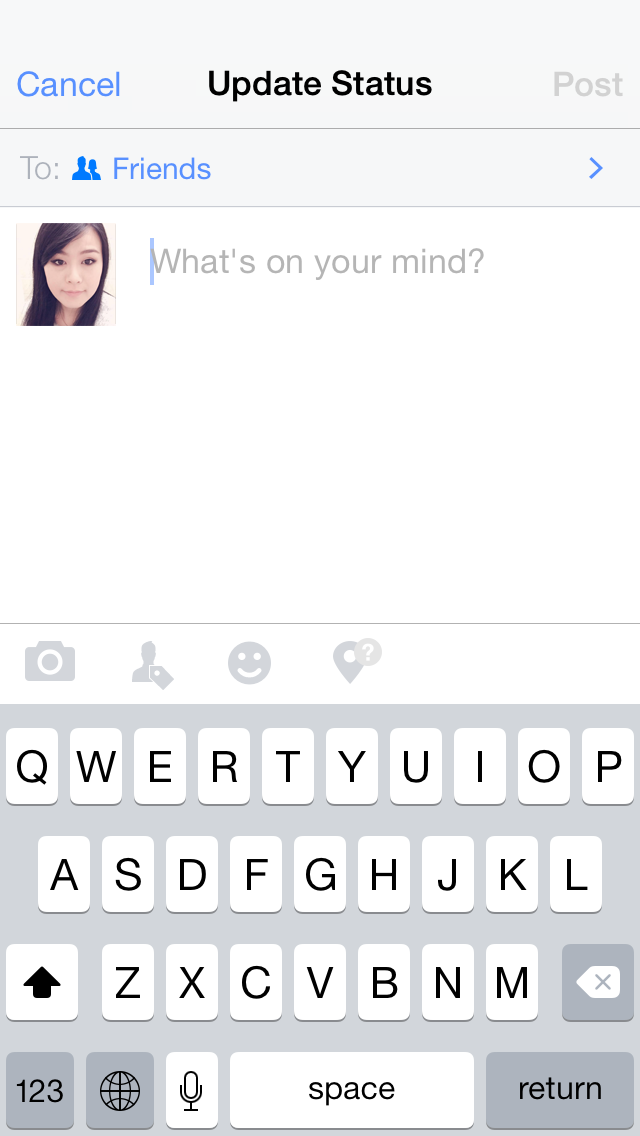 Cancel Update Status Post
To: Friends
What's on your mind?
?
Q W E R T Y U I O P
A S D F G H J K L
Z X C V B N M
123 space return